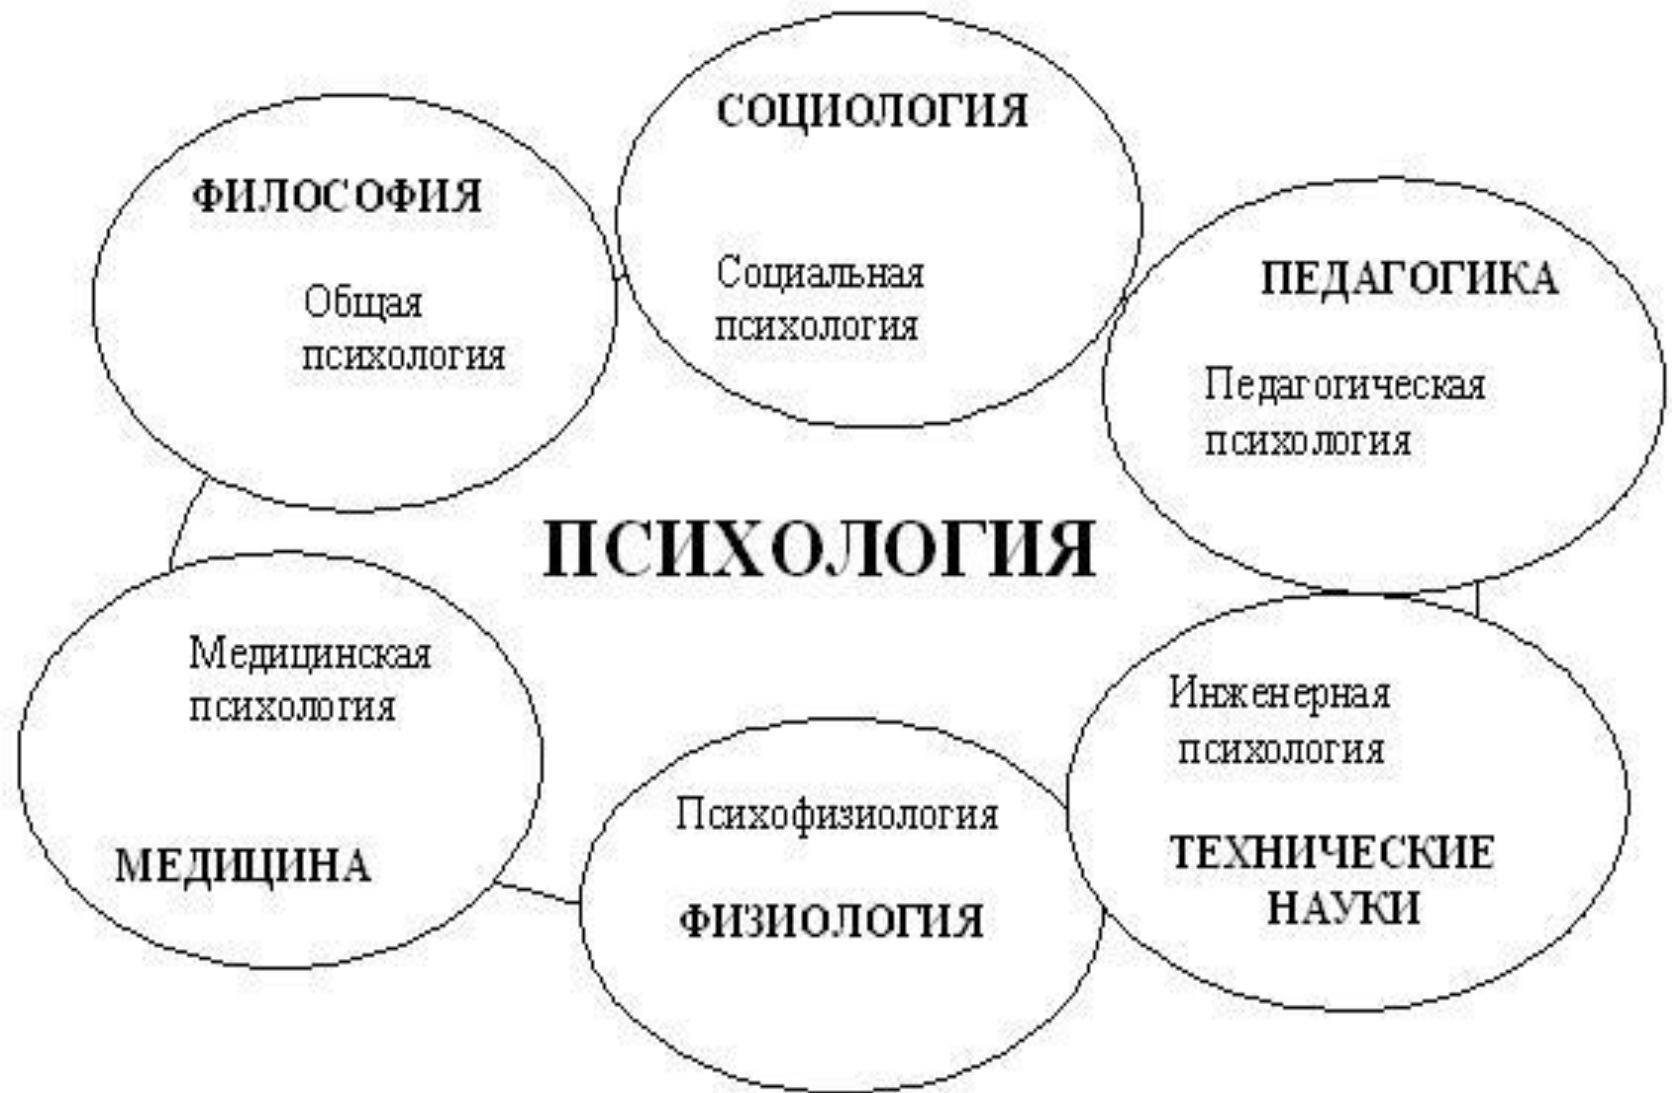 СОЦИОЛОГИЯ
Социальная
психология
ФИЛОСОФИЯ
Общая
психология
ПЕДАГОГИКА
Педагогическая
психология
ПСИХОЛОГИЯ
Медицинская
психология
МЕДИЦИНА
Психофизиология
ФИЗИОЛОГИЯ
Инженерная
психология
ТЕХНИЧЕСКИЕ
НАУКИ